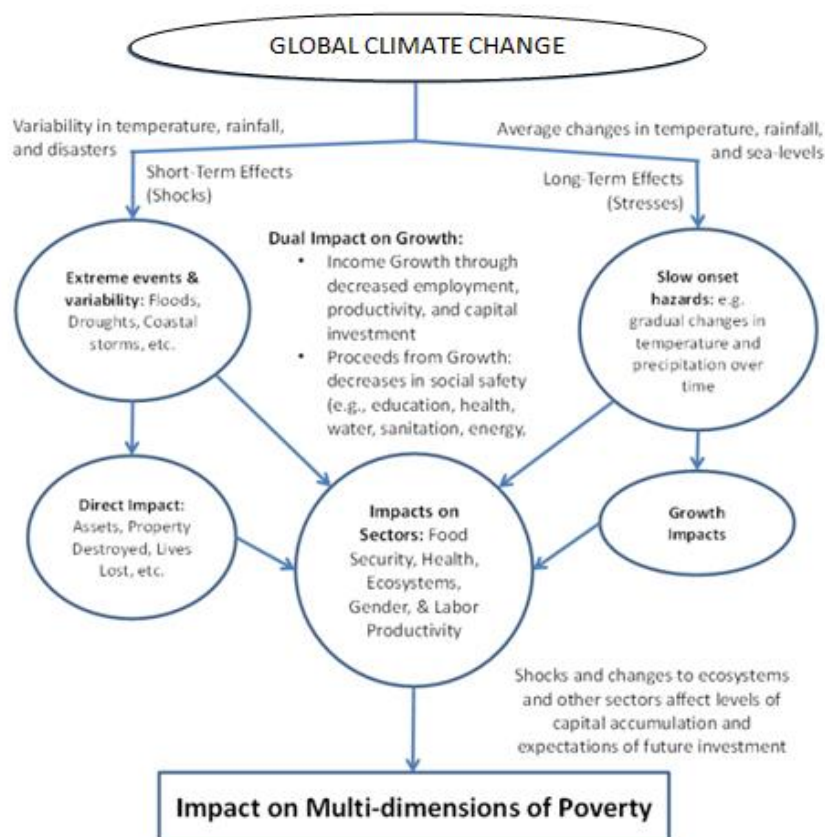 GLOBAL CLIMATE CHANGE
Variability in temperature, rainfall,
and disasters
Average changes in temperature, rainfall,
and sea-levels
Short-Term Effects
(Shocks)
Long-Term Effects
(Stresses)
Extreme events &
variability: Floods,
Droughts, Coastal
storms, etc.
Dual Impact on Growth:
• Income Growth through
decreased employment,
productivity, and capital
investment
• Proceeds from Growth:
decreases in social safety
(e.g., education, health,
water, sanitation, energy,
Slow onset
hazards: e.g.
gradual changes in
temperature and
precipitation over
time
Direct Impact:
Assets, Property
Destroyed, Lives
Lost, etc.
Impacts on
Sectors: Food
Security, Health,
Ecosystems,
Gender, & Labor
Productivity
Growth
Impacts
Shocks and changes to ecosystems
and other sectors affect levels of
capital accumulation and
expectations of future investment
Impact on Multi-dimensions of Poverty